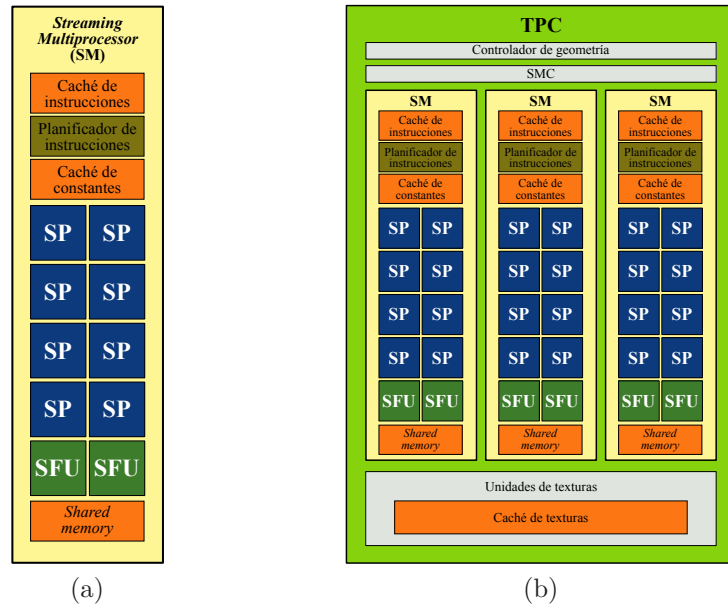 Streaming
Multiprocessor
(SM)
Caché de
instrucciones
Planificador de
instrucciones
Caché de
constantes
SP SP
SP SP
SP SP
SP SP
SFU SFU
Shared
memory
(a)
TPC
Controlador de geometría
SMC
SM
Caché de
instrucciones
Planificador de
instrucciones
Caché de
constantes
SP SP
SP SP
SP SP
SP SP
SFU SFU
Shared
memory
SM
Caché de
instrucciones
Planificador de
instrucciones
Caché de
constantes
SP SP
SP SP
SP SP
SP SP
SFU SFU
Shared
memory
SM
Caché de
instrucciones
Planificador de
instrucciones
Caché de
constantes
SP SP
SP SP
SP SP
SP SP
SFU SFU
Shared
memory
Unidades de texturas
Caché de texturas
(b)